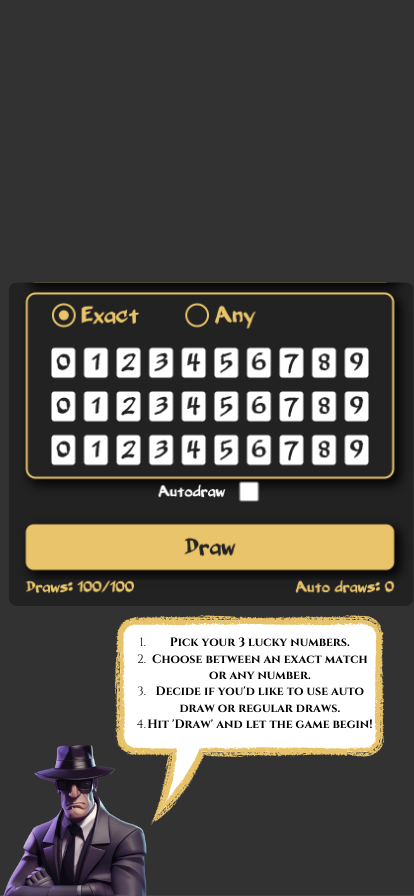 Exact Any
0 1 2 3 4 5 6 7 8 9
0 1 2 3 4 5 6 7 8 9
0 1 2 3 4 5 6 7 8 9
Autodraw
Draw
Draws: 100/100 Auto draws: 0
1. Pick your 3 lucky numbers.
2. Choose between an exact match
or any number.
3. Decide if you'd like to use auto
draw or regular draws.
4. Hit 'Draw' and let the game begin!